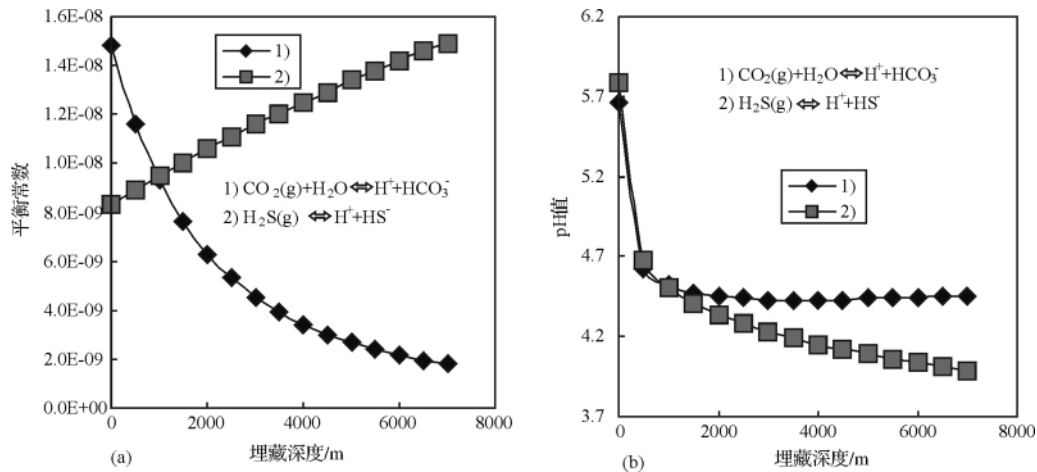 1.6E-08
1.4E-08
1.2E-08
1.0E-08
8.0E-09
6.0E-09
4.0E-09
2.0E-09
0.0E+00
平衡常数
1)
2)
1) CO₂(g)+H₂O⇔H⁺+HCO₃⁻
2) H₂S(g) ⇔ H⁺+HS⁻
0 2000 4000 6000 8000
(a)
埋藏深度/m
6.2
5.7
5.2
4.7
4.2
3.7
pH值
1) CO₂(g)+H₂O⇔H⁺+HCO₃⁻
2) H₂S(g) ⇔ H⁺+HS⁻
1)
2)
0 2000 4000 6000 8000
(b)
埋藏深度/m